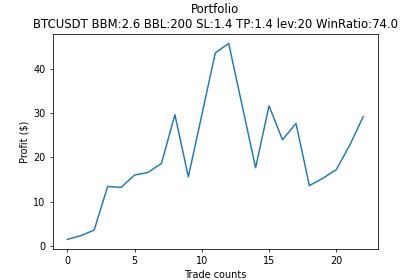 Portfolio
BTCUSDT BBM:2.6 BBL:200 SL:1.4 TP:1.4 lev:20 WinRatio:74.0
Profit ($)
40
30
20
10
0
0 5 10 15 20
Trade counts